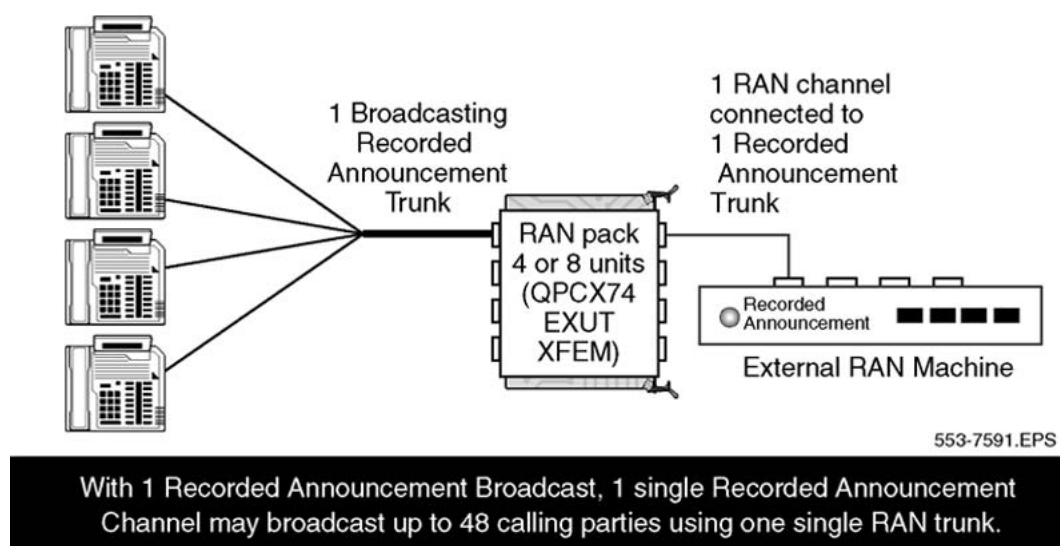 1 Broadcasting
Recorded
Announcement
Trunk
1 RAN channel
connected to
1 Recorded
Announcement
Trunk
RAN pack
4 or 8 units
(QPCX74
EXUT
XFEM)
Recorded
Announcement
External RAN Machine
553-7591.EPS
With 1 Recorded Announcement Broadcast, 1 single Recorded Announcement
Channel may broadcast up to 48 calling parties using one single RAN trunk.